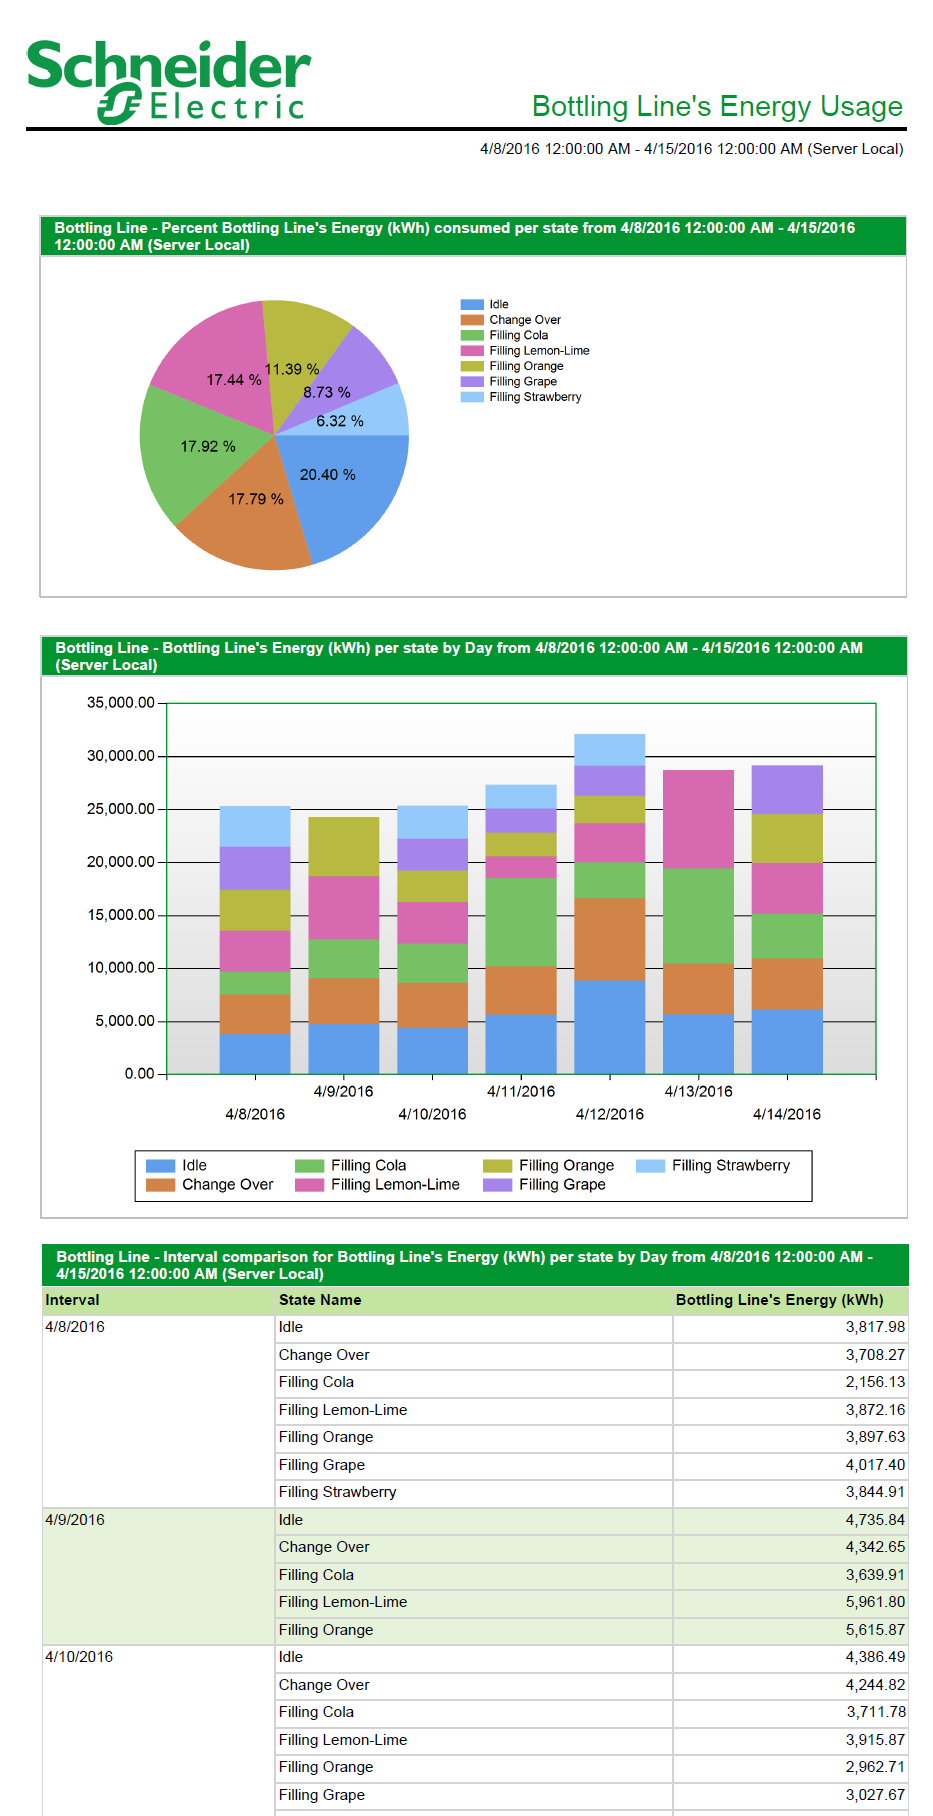 Schneider
Electric
Bottling Line's Energy Usage
4/8/2016 12:00:00 AM - 4/15/2016 12:00:00 AM (Server Local)
Bottling Line - Percent Bottling Line's Energy (kWh) consumed per state from 4/8/2016 12:00:00 AM - 4/15/2016
12:00:00 AM (Server Local)
Idle
Change Over
Filling Cola
Filling Lemon-Lime
Filling Orange
Filling Grape
Filling Strawberry
11.39 %
17.44 %
8.73 %
6.32 %
17.92 %
20.40 %
17.79 %
Bottling Line - Bottling Line's Energy (kWh) per state by Day from 4/8/2016 12:00:00 AM - 4/15/2016 12:00:00 AM
(Server Local)
35,000.00
30,000.00
25,000.00
20,000.00
15,000.00
10,000.00
5,000.00
0.00
4/9/2016 4/11/2016 4/13/2016
4/8/2016 4/10/2016 4/12/2016 4/14/2016
Idle Filling Cola Filling Orange Filling Strawberry
Change Over Filling Lemon-Lime Filling Grape
Bottling Line - Interval comparison for Bottling Line's Energy (kWh) per state by Day from 4/8/2016 12:00:00 AM -
4/15/2016 12:00:00 AM (Server Local)
Interval State Name Bottling Line's Energy (kWh)
4/8/2016 Idle 3,817.98
Change Over 3,708.27
Filling Cola 2,156.13
Filling Lemon-Lime 3,872.16
Filling Orange 3,897.63
Filling Grape 4,017.40
Filling Strawberry 3,844.91
4/9/2016 Idle 4,735.84
Change Over 4,342.65
Filling Cola 3,639.91
Filling Lemon-Lime 5,961.80
Filling Orange 5,615.87
4/10/2016 Idle 4,386.49
Change Over 4,244.82
Filling Cola 3,711.78
Filling Lemon-Lime 3,915.87
Filling Orange 2,962.71
Filling Grape 3,027.67